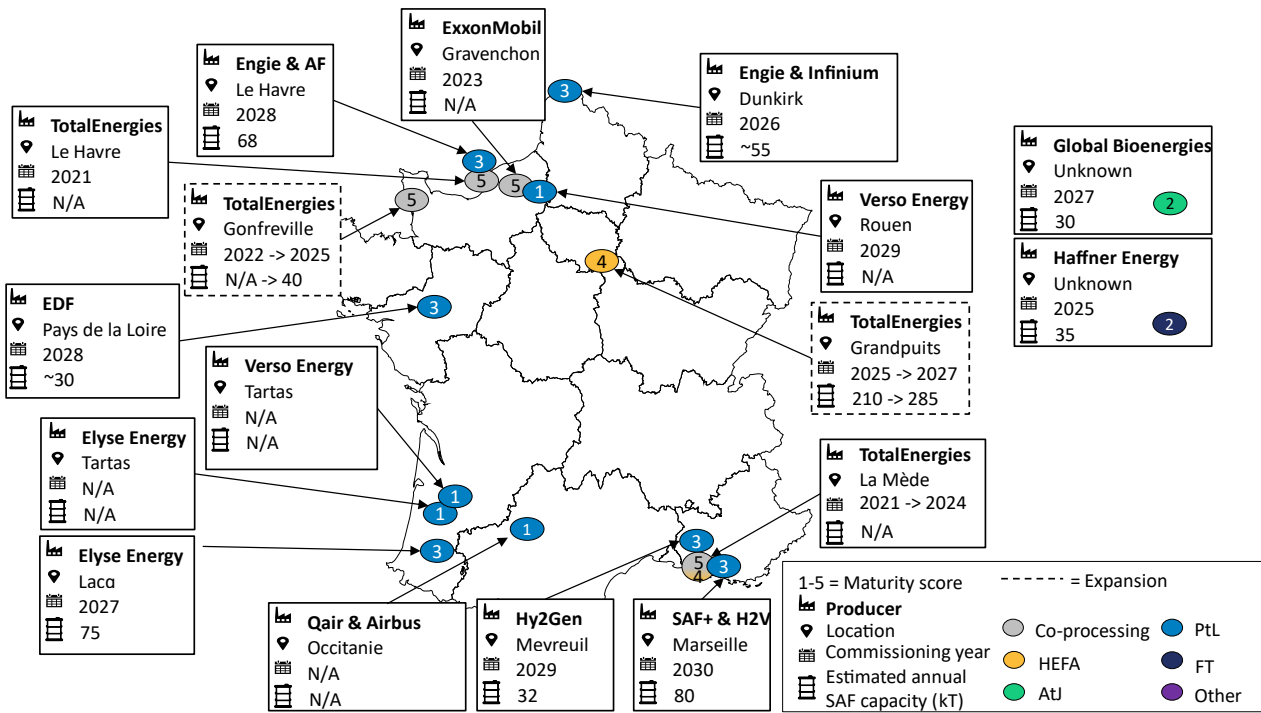 ExxonMobil
Gravenchon
2023
N/A
Engie & AF
Le Havre
2028
68
Engie & Infinium
Dunkirk
2026
~55
TotalEnergies
Le Havre
2021
N/A
Global Bioenergies
Unknown
2027
30
2
TotalEnergies
Gonfreville
2022 -> 2025
N/A -> 40
Verso Energy
Rouen
2029
N/A
Haffner Energy
Unknown
2025
35
2
EDF
Pays de la Loire
2028
~30
TotalEnergies
Grandpuits
2025 -> 2027
210 -> 285
Verso Energy
Tartas
N/A
N/A
Elyse Energy
Tartas
N/A
N/A
TotalEnergies
La Mède
2021 -> 2024
N/A
Elyse Energy
Lacq
2027
75
Qair & Airbus
Occitanie
N/A
N/A
Hy2Gen
Mevreuil
2029
32
SAF+ & H2V
Marseille
2030
80
3
3
5
5
1
5
4
3
1
1
3
1
3
5
4
3
1-5 = Maturity score
= Expansion
Producer
Location
Commissioning year
Estimated annual
SAF capacity (kT)
Co-processing
PtL
HEFA
FT
AtJ
Other